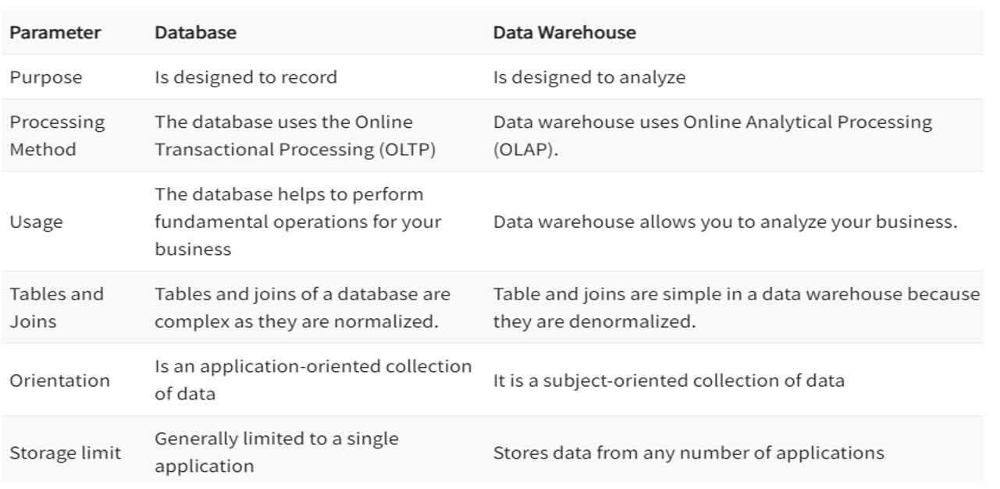 Parameter Database Data Warehouse
Purpose Is designed to record Is designed to analyze
Processing Method The database uses the Online Transactional Processing (OLTP) Data warehouse uses Online Analytical Processing (OLAP).
Usage The database helps to perform fundamental operations for your business Data warehouse allows you to analyze your business.
Tables and Joins Tables and joins of a database are complex as they are normalized. Table and joins are simple in a data warehouse because they are denormalized.
Orientation Is an application-oriented collection of data It is a subject-oriented collection of data
Storage limit Generally limited to a single application Stores data from any number of applications